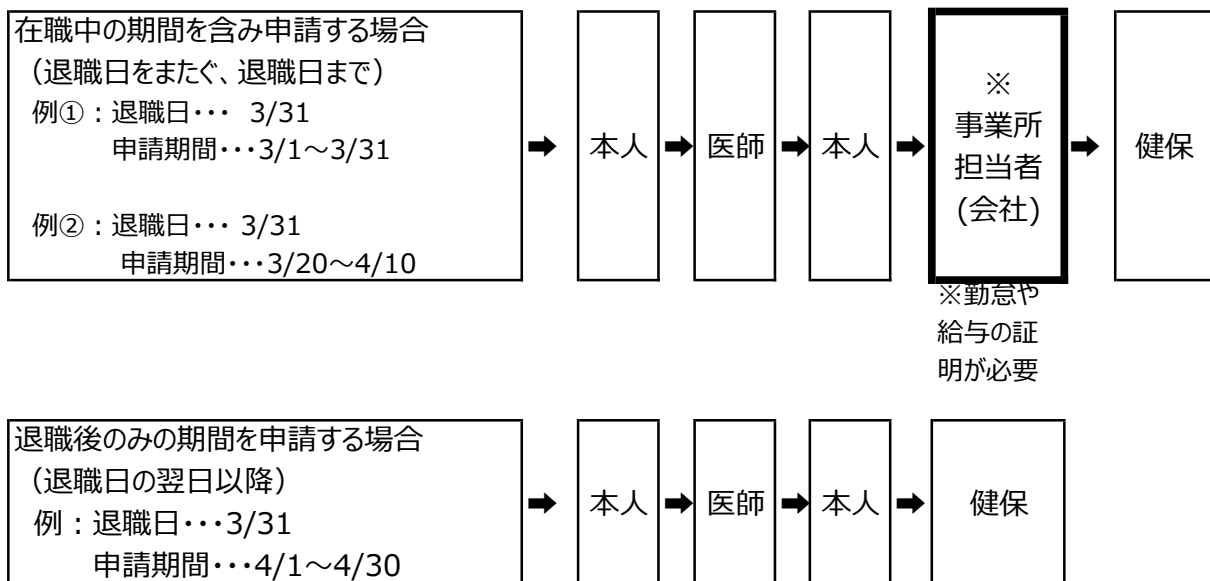 在職中の期間を含み申請する場合
（退職日をまたぐ、退職日まで）
例①：退職日･･･ 3/31
申請期間･･･3/1～3/31
例②：退職日･･･ 3/31
申請期間･･･3/20～4/10
➡
本人
➡
医師
➡
本人
➡
※
事業所
担当者
(会社)
➡
健保
※勤怠や
給与の証
明が必要
退職後のみの期間を申請する場合
（退職日の翌日以降）
例：退職日･･･3/31
申請期間･･･4/1～4/30
➡
本人
➡
医師
➡
本人
➡
健保